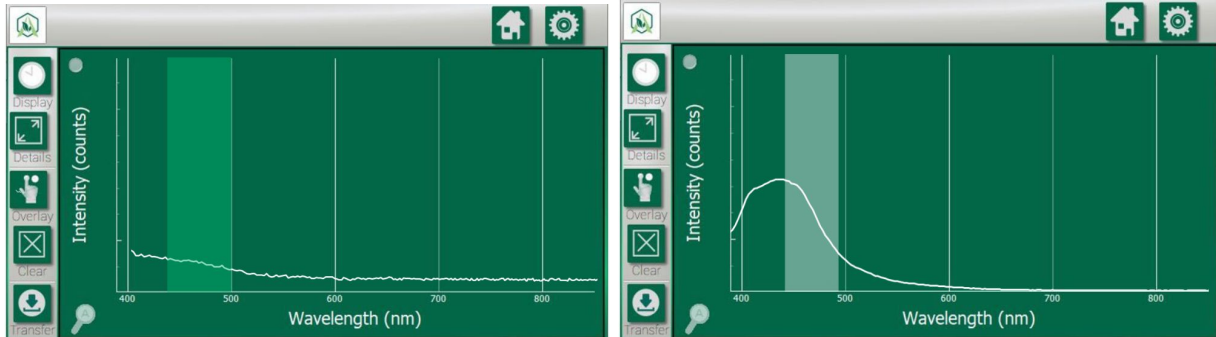 Display
Details
Overlay
Clear
Transfer
Intensity (counts)
400 500 600 700 800
Wavelength (nm)
A
Display
Details
Overlay
Clear
Transfer
Intensity (counts)
400 500 600 700 800
Wavelength (nm)
A